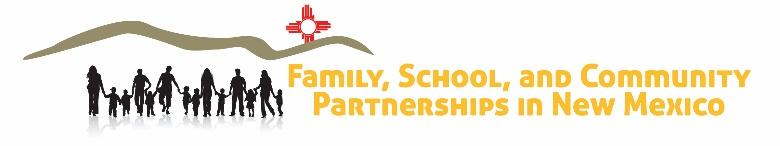 Family, School, and Community
Partnerships in New Mexico